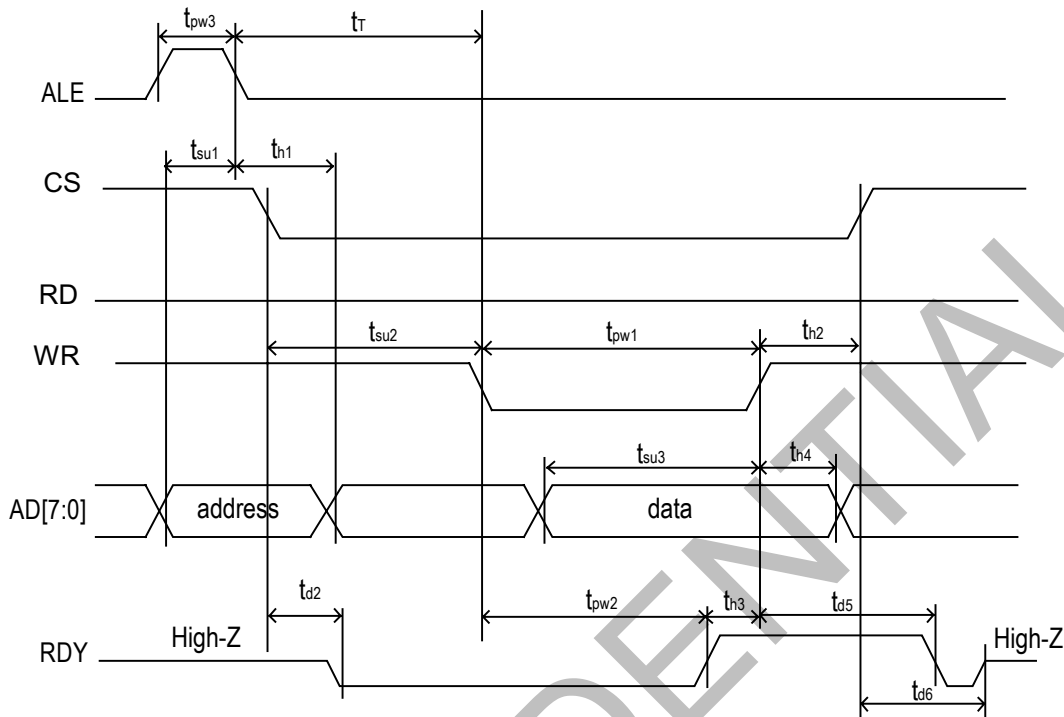 tpw3
tT
ALE
tsu1
th1
CS
RD
tsu2
tpw1
th2
WR
tsu3
th4
AD[7:0]
address
data
td2
tpw2
th3
td5
High-Z
High-Z
RDY
td6
DENTIAL